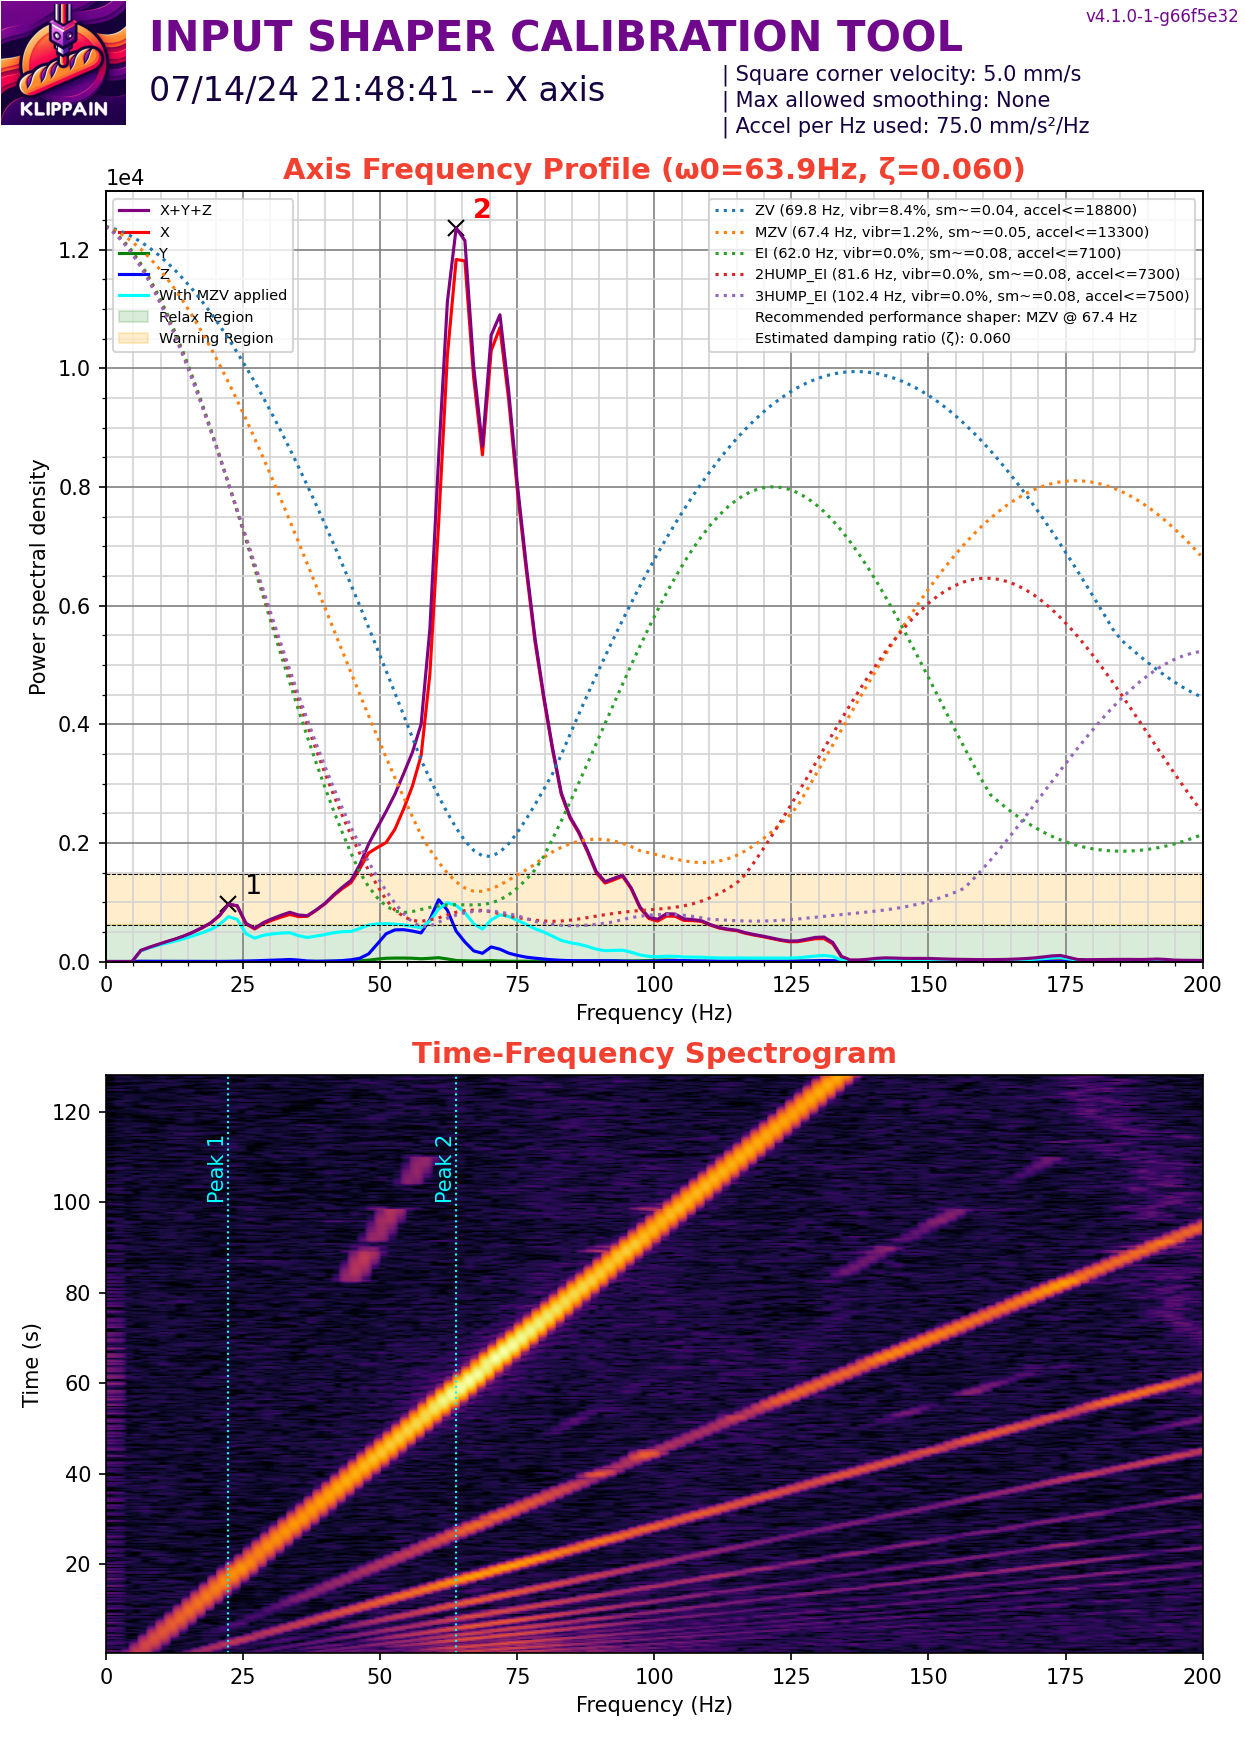 v4.1.0-1-g66f5e32
INPUT SHAPER CALIBRATION TOOL
KLIPPAIN
07/14/24 21:48:41 -- X axis
| Square corner velocity: 5.0 mm/s
| Max allowed smoothing: None
| Accel per Hz used: 75.0 mm/s²/Hz
Axis Frequency Profile (ω0=63.9Hz, ζ=0.060)
1e4
X+Y+Z
X
Y
Z
With MZV applied
Relax Region
Warning Region
ZV (69.8 Hz, vibr=8.4%, sm~=0.04, accel<=18800)
MZV (67.4 Hz, vibr=1.2%, sm~=0.05, accel<=13300)
EI (62.0 Hz, vibr=0.0%, sm~=0.08, accel<=7100)
2HUMP_EI (81.6 Hz, vibr=0.0%, sm~=0.08, accel<=7300)
3HUMP_EI (102.4 Hz, vibr=0.0%, sm~=0.08, accel<=7500)
Recommended performance shaper: MZV @ 67.4 Hz
Estimated damping ratio (ζ): 0.060
2
1
Power spectral density
1.2
1.0
0.8
0.6
0.4
0.2
0.0
0 25 50 75 100 125 150 175 200
Frequency (Hz)
Time-Frequency Spectrogram
Peak 1
Peak 2
Time (s)
120
100
80
60
40
20
0 25 50 75 100 125 150 175 200
Frequency (Hz)